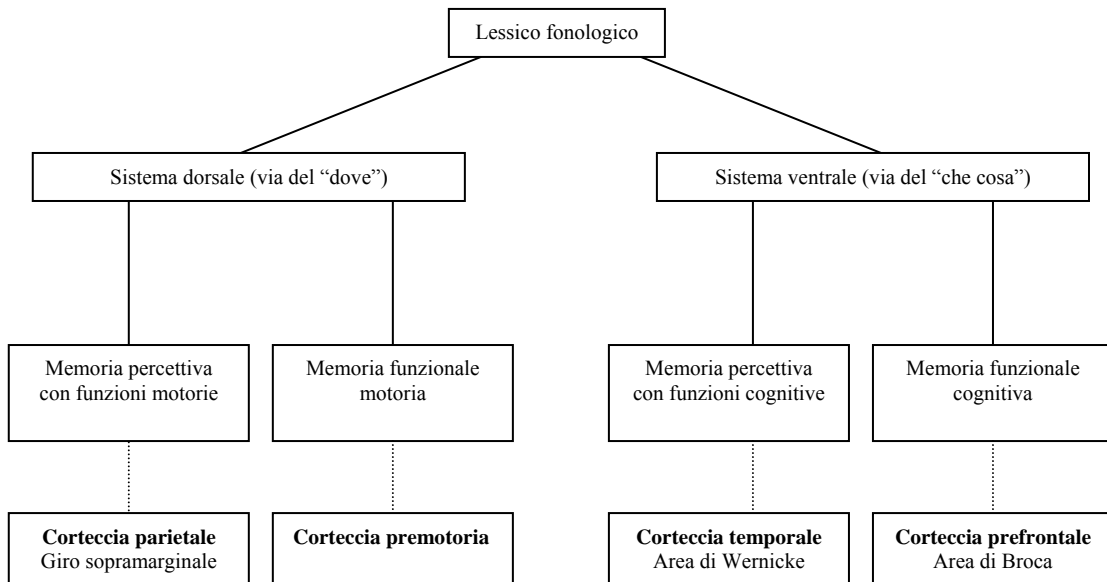 Lessico fonologico
Sistema dorsale (via del “dove”)
Sistema ventrale (via del “che cosa”)
Memoria percettiva
con funzioni motorie
Memoria funzionale
motoria
Memoria percettiva
con funzioni cognitive
Memoria funzionale
cognitiva
Corteccia parietale
Giro sopramarginale
Corteccia premotoria
Corteccia temporale
Area di Wernicke
Corteccia prefrontale
Area di Broca